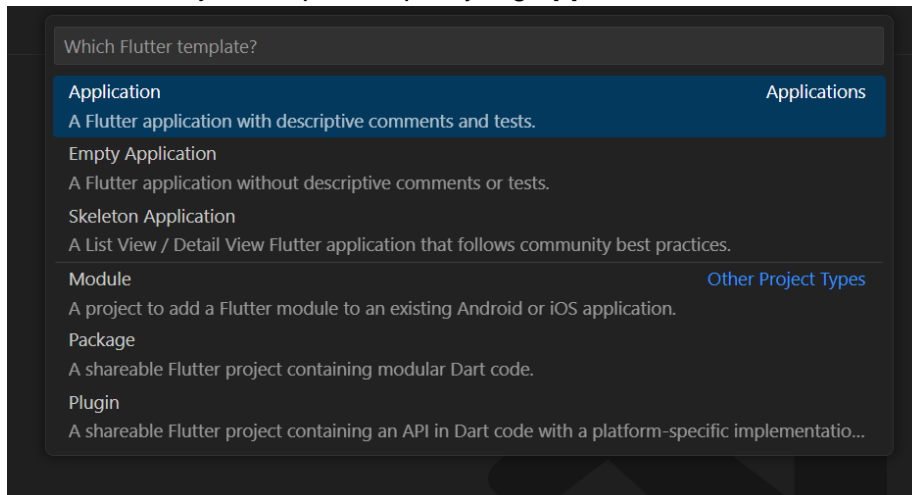 Which Flutter template?
Application Applications
A Flutter application with descriptive comments and tests.
Empty Application
A Flutter application without descriptive comments or tests.
Skeleton Application
A List View / Detail View Flutter application that follows community best practices.
Module Other Project Types
A project to add a Flutter module to an existing Android or iOS application.
Package
A shareable Flutter project containing modular Dart code.
Plugin
A shareable Flutter project containing an API in Dart code with a platform-specific implementatio...